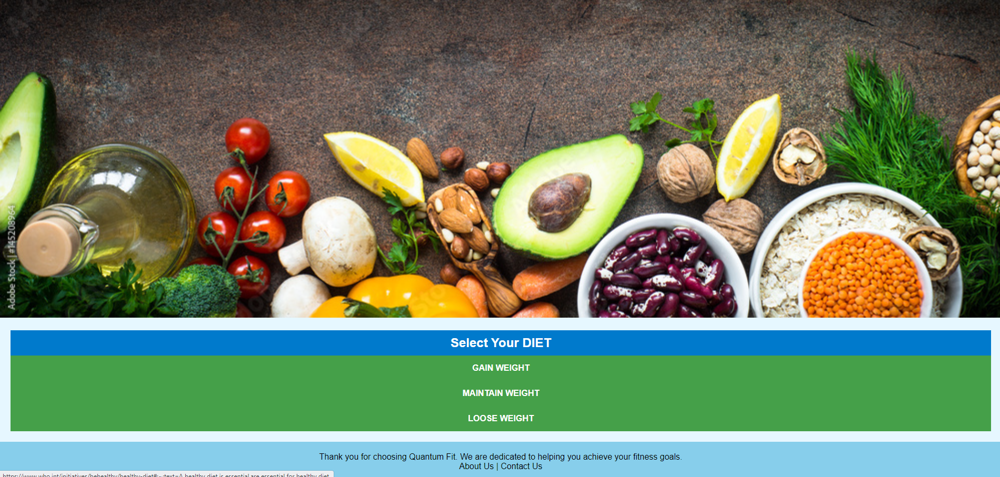 Adobe Stock | #145208964
Select Your DIET
GAIN WEIGHT
MAINTAIN WEIGHT
LOOSE WEIGHT
Thank you for choosing Quantum Fit. We are dedicated to helping you achieve your fitness goals.
About Us | Contact Us
https://www.who.int/initiatives/behealthy/healthy-diet#:~:text=A healthy diet is essential,are essential for healthy diet